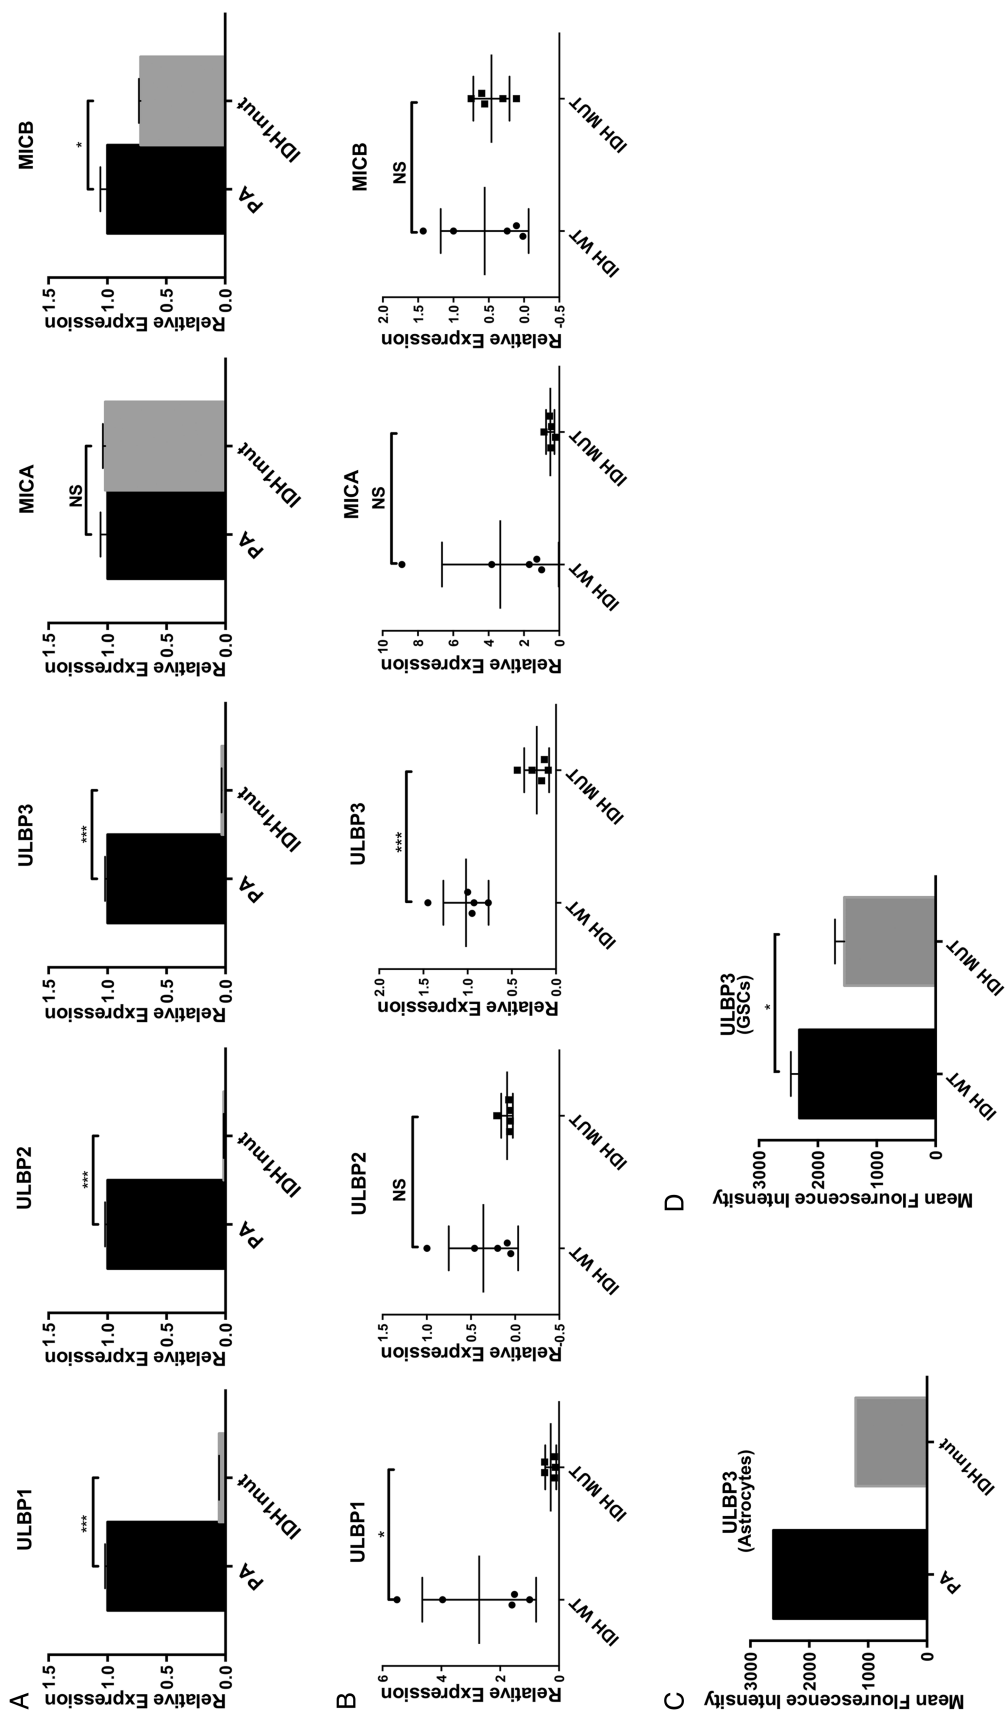 A
ULBP1
Relative Expression
1.5
1.0
0.5
0.0
***
PA
IDH1mut
ULBP2
Relative Expression
1.5
1.0
0.5
0.0
***
PA
IDH1mut
ULBP3
Relative Expression
1.5
1.0
0.5
0.0
***
PA
IDH1mut
MICA
Relative Expression
1.5
1.0
0.5
0.0
NS
PA
IDH1mut
MICB
Relative Expression
1.5
1.0
0.5
0.0
*
PA
IDH1mut
B
ULBP1
Relative Expression
6
4
2
0
*
IDH WT
IDH MUT
ULBP2
Relative Expression
1.5
1.0
0.5
0.0
-0.5
NS
IDH WT
IDH MUT
ULBP3
Relative Expression
2.0
1.5
1.0
0.5
0.0
***
IDH WT
IDH MUT
MICA
Relative Expression
10
8
6
4
2
0
NS
IDH WT
IDH MUT
MICB
Relative Expression
2.0
1.5
1.0
0.5
0.0
-0.5
NS
IDH WT
IDH MUT
C
ULBP3
(Astrocytes)
Mean Flourescence Intensity
3000
2000
1000
0
PA
IDH1mut
D
ULBP3
(GSCs)
Mean Flourescence Intensity
3000
2000
1000
0
*
IDH WT
IDH MUT